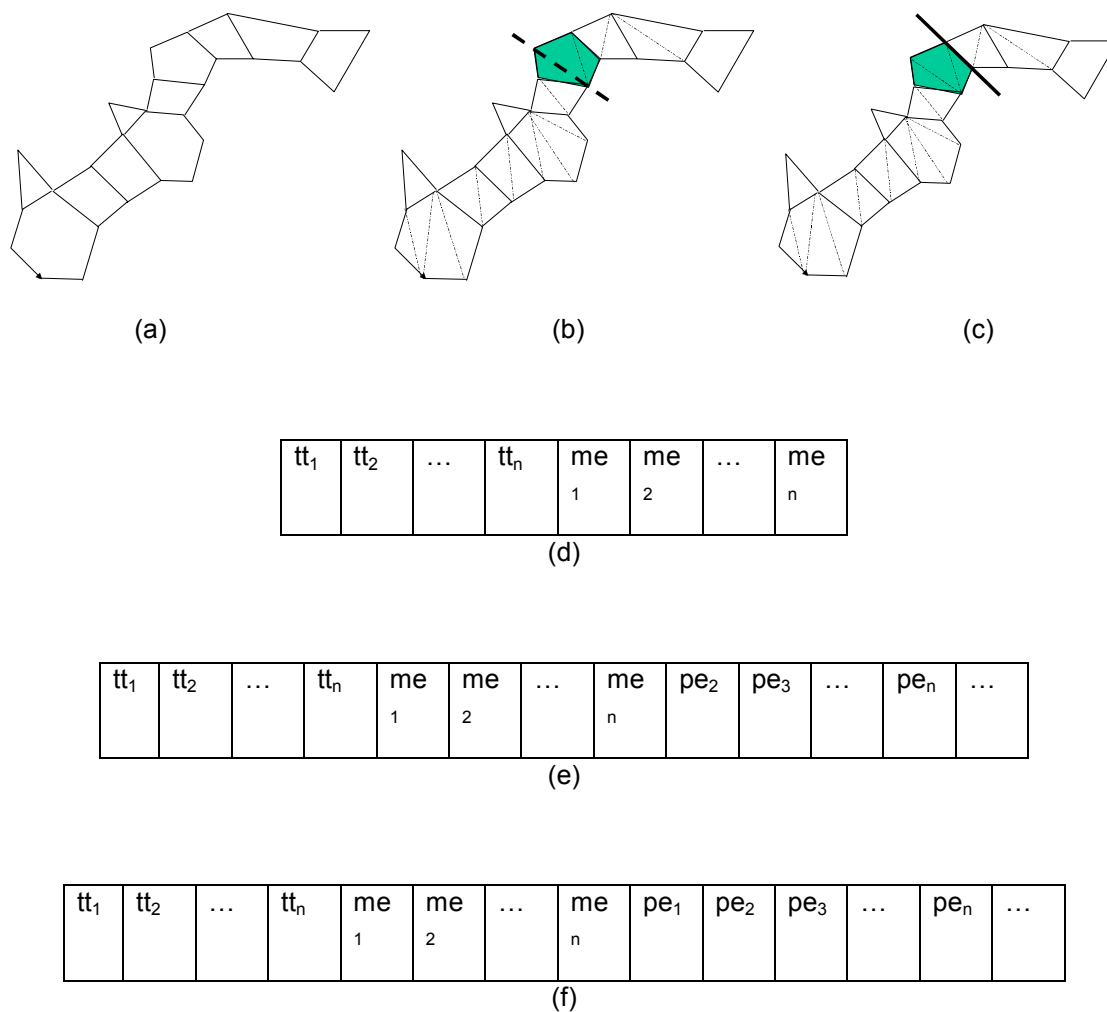 (a) (b) (c)
tt₁ tt₂ … ttₙ me me … me
1 2 n
(d)
tt₁ tt₂ … ttₙ me me … me pe₂ pe₃ … peₙ …
1 2 n
(e)
tt₁ tt₂ … ttₙ me me … me pe₁ pe₂ pe₃ … peₙ …
1 2 n
(f)